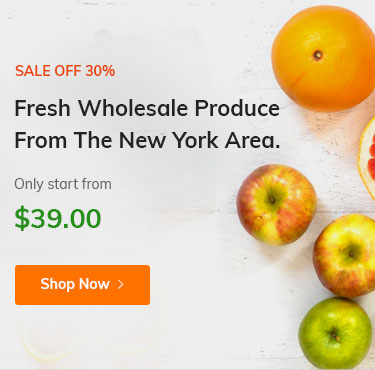 SALE OFF 30%
Fresh Wholesale Produce
From The New York Area.
Only start from
$39.00
Shop Now